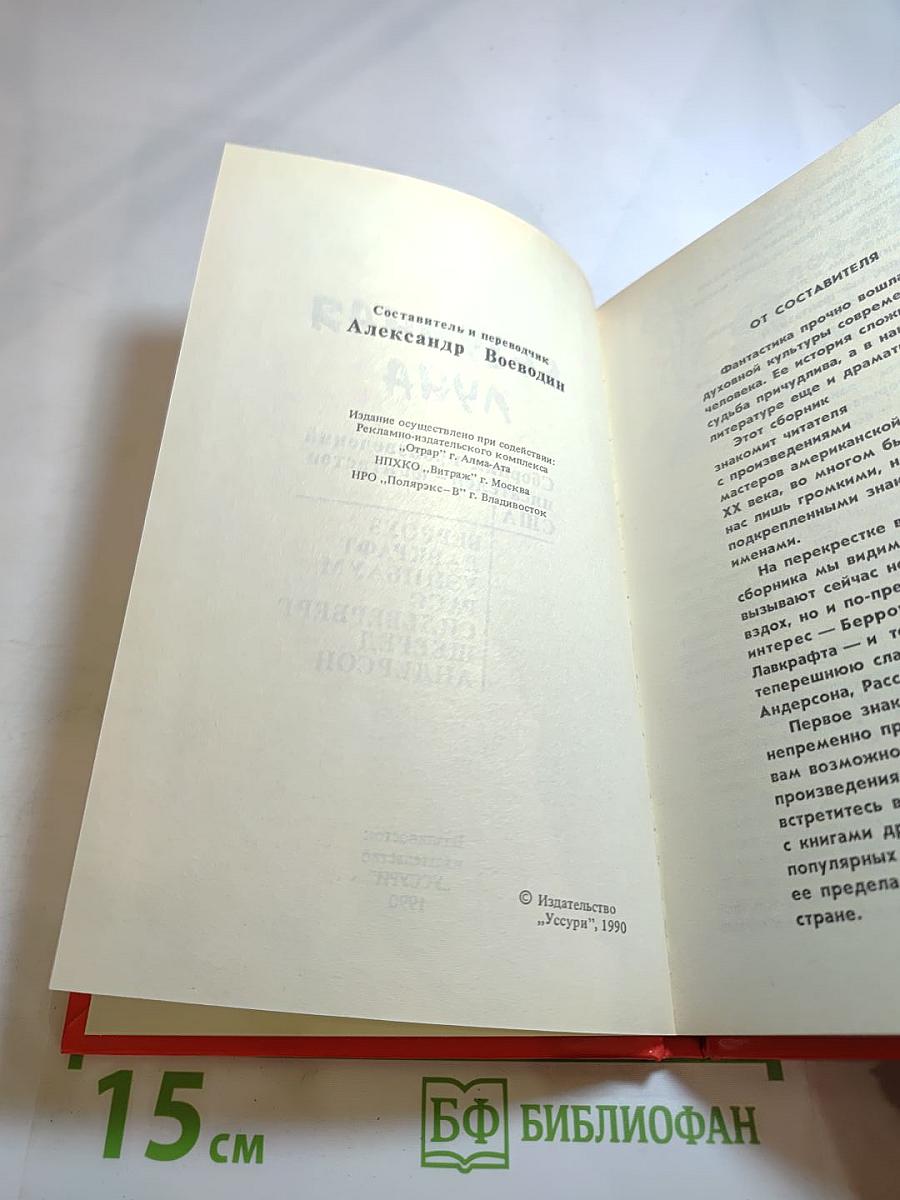 Составитель и переводчик
Александр Воеводин
Издание осуществлено при содействии:
Рекламно-издательского комплекса
„Отрар” г. Алма-Ата
НПХКО „Витраж” г. Москва
НРО „Полярэкс–В” г. Владивосток
© Издательство
„Уссури”, 1990
ОТ СОСТАВИТЕЛЯ
Фантастика прочно вошла
духовной культуры совреме
человека. Ее история сложн
судьба причудлива, а в на
литературе еще и драмати
Этот сборник
знакомит читателя
с произведениями
мастеров американской
XX века, во многом бы
нас лишь громкими, н
подкрепленными знак
именами.
На перекрестке в
сборника мы видим
вызывают сейчас не
вздох, но и по-пре
интерес — Берроу
Лавкрафта — и те
теперешнюю сла
Андерсона, Расс
Первое знак
непременно пр
вам возможно
произведения
встретитесь в
с книгами др
популярных
ее предела
стране.
15 см
БФ БИБЛИОФАН